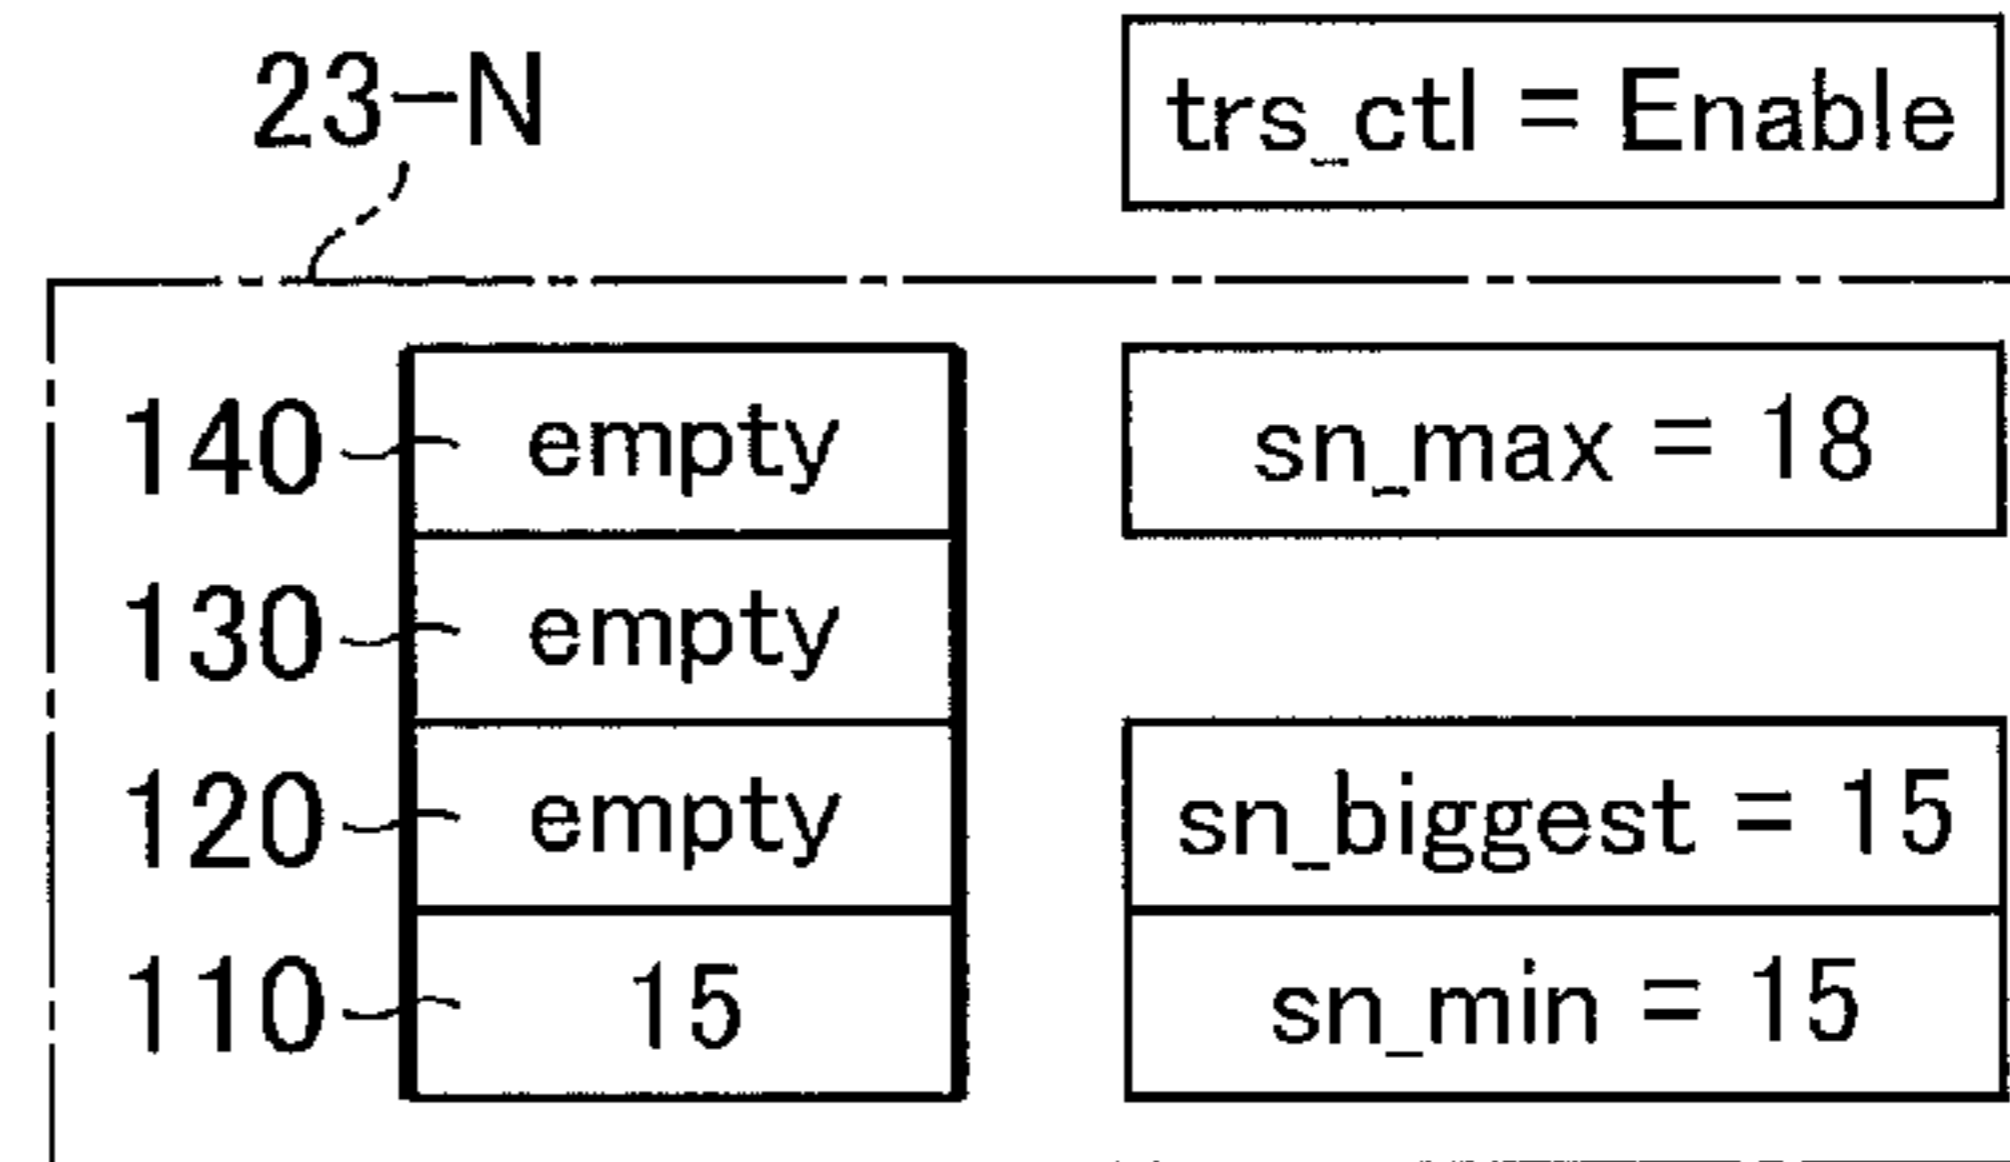 23-N
trs_ctl = Enable
140 empty
sn_max = 18
130 empty
120 empty
sn_biggest = 15
110 15
sn_min = 15